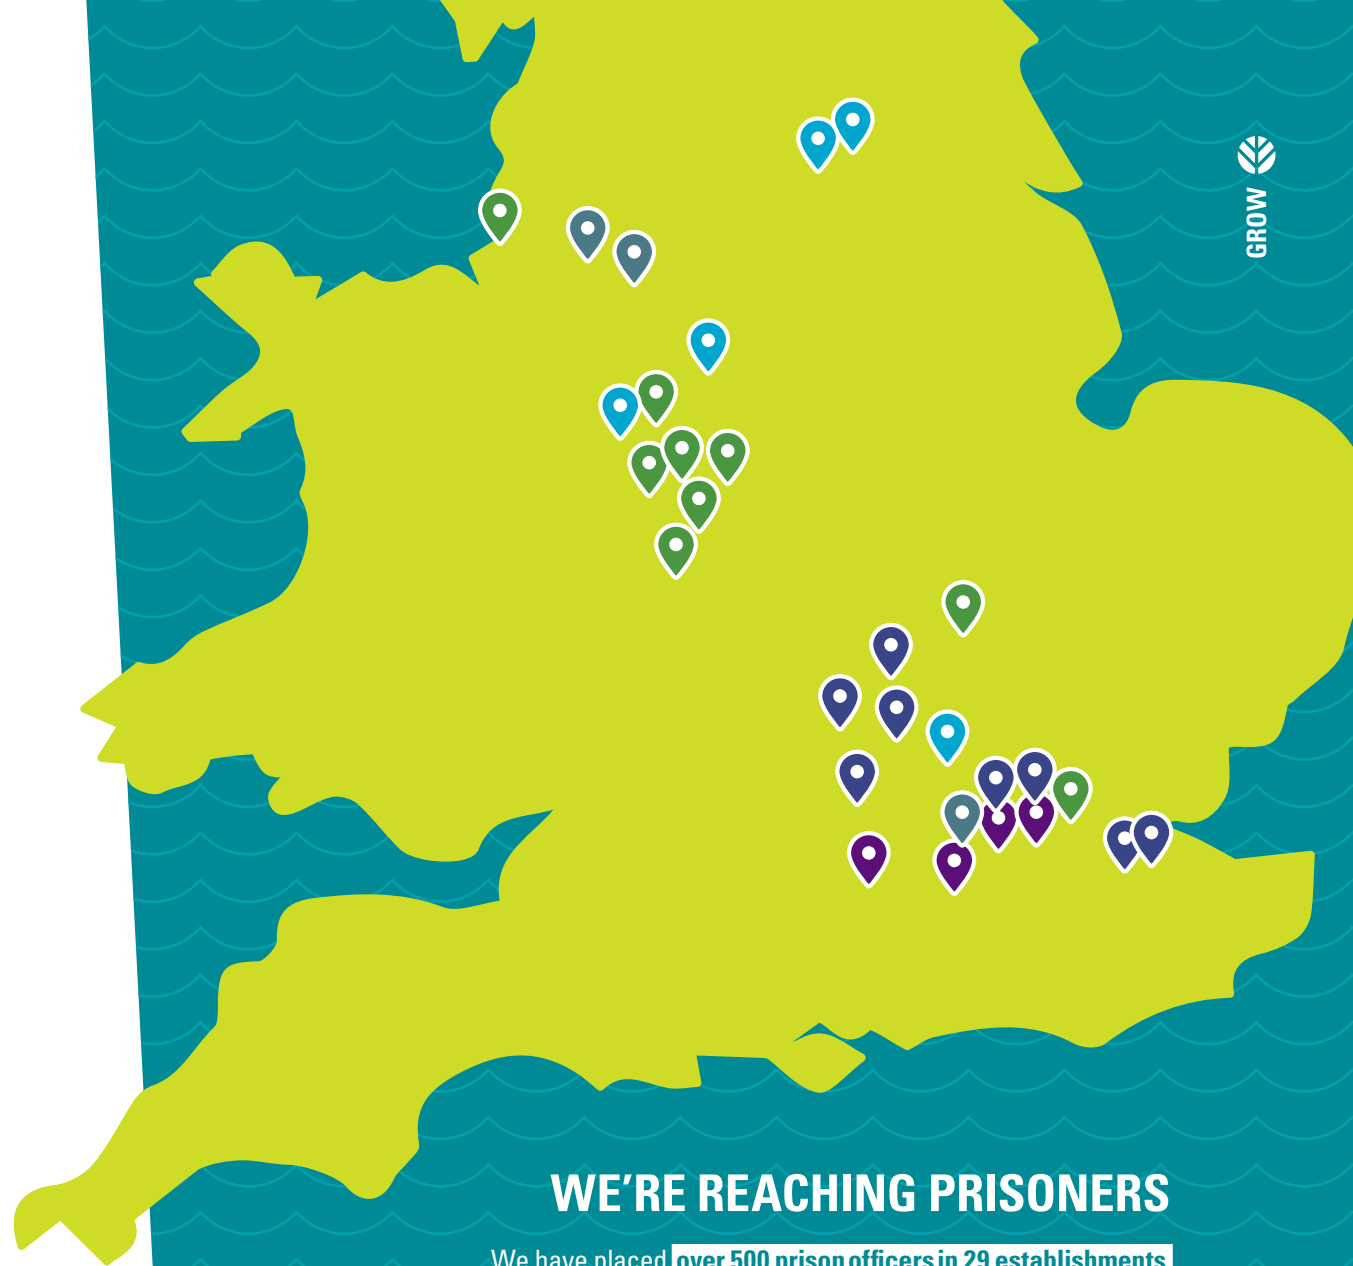 GROW
WE’RE REACHING PRISONERS
We have placed over 500 prison officers in 29 establishments